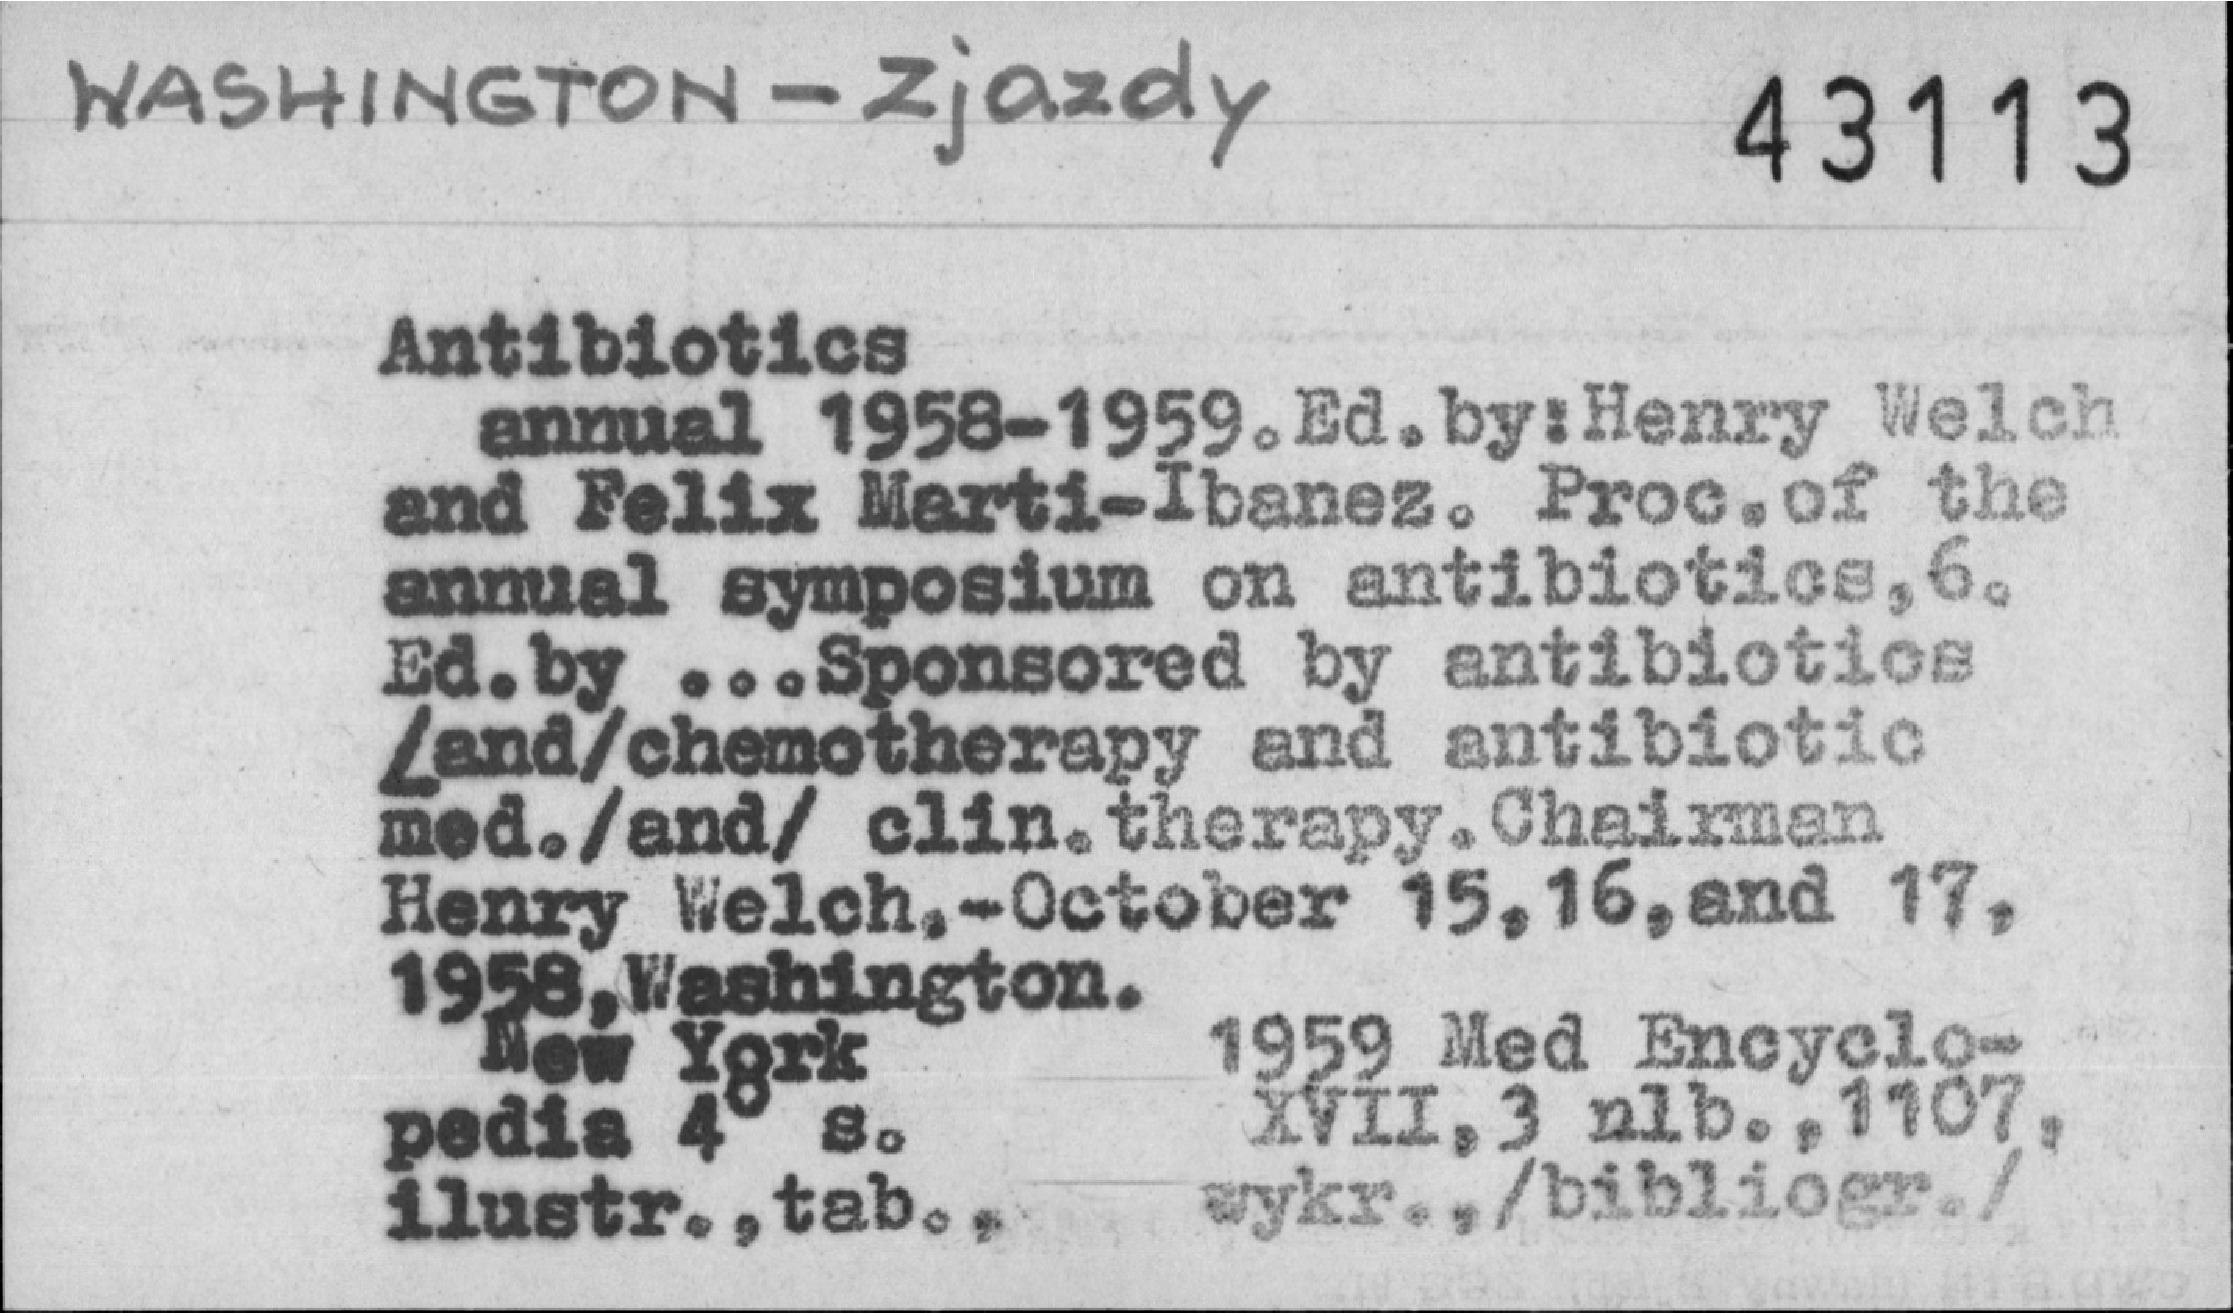 WASHINGTON - Zjazdy
43113
Antibiotics
annual 1958-1959.Ed.by:Henry Welch
and Felix Marti-Ibanez. Proc.of the
annual symposium on antibiotics,6.
Ed.by ...Sponsored by antibiotics
/and/chemotherapy and antibiotic
med./and/ clin.therapy.Chairman
Henry Welch.-October 15,16,and 17,
1958,Washington.
New York 1959 Med Encyclo-
pedia 4° s. XVII,3 nlb.,1107,
ilustr.,tab., wykr.,/bibliogr./